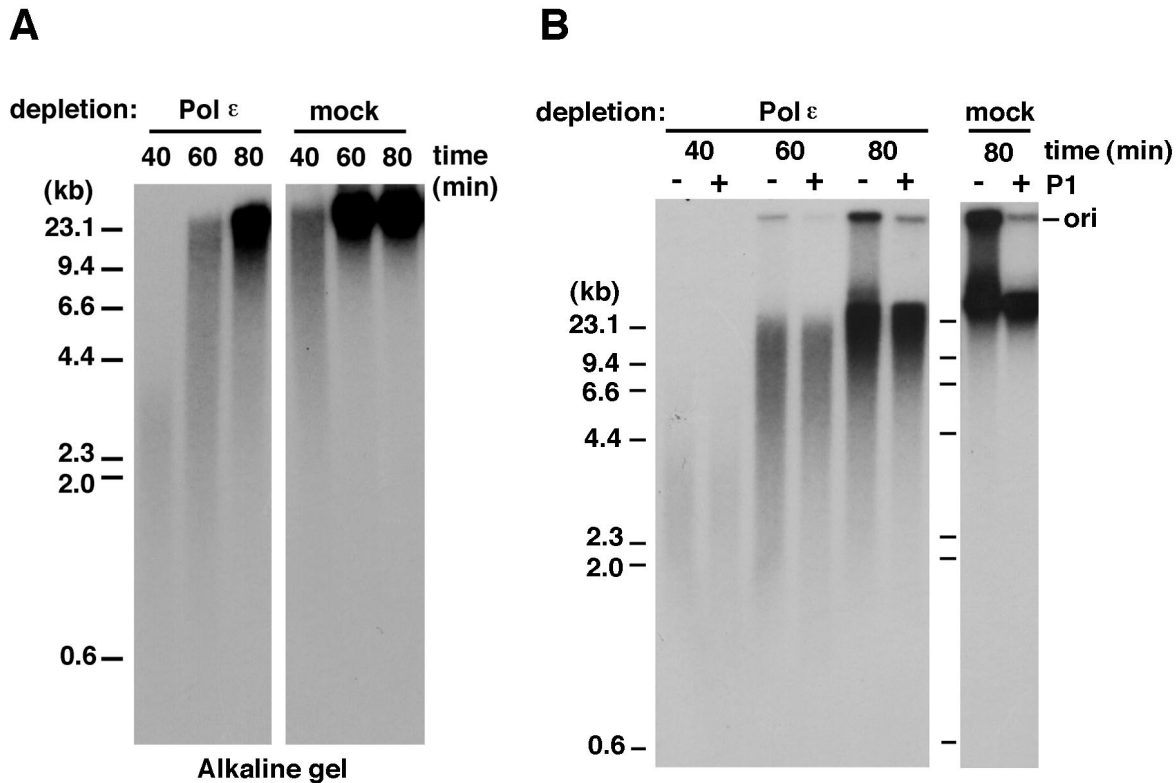 A
depletion: Pol ε mock
40 60 80 40 60 80 time
(min)
(kb)
23.1
9.4
6.6
4.4
2.3
2.0
0.6
Alkaline gel
B
depletion: Pol ε mock
40 60 80 80 time (min)
- + - + - + - + P1
ori
(kb)
23.1
9.4
6.6
4.4
2.3
2.0
0.6